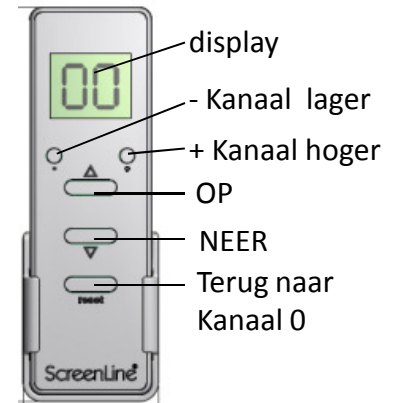 00
display
- Kanaal lager
+ Kanaal hoger
OP
NEER
Terug naar
Kanaal 0
reset
ScreenLine®